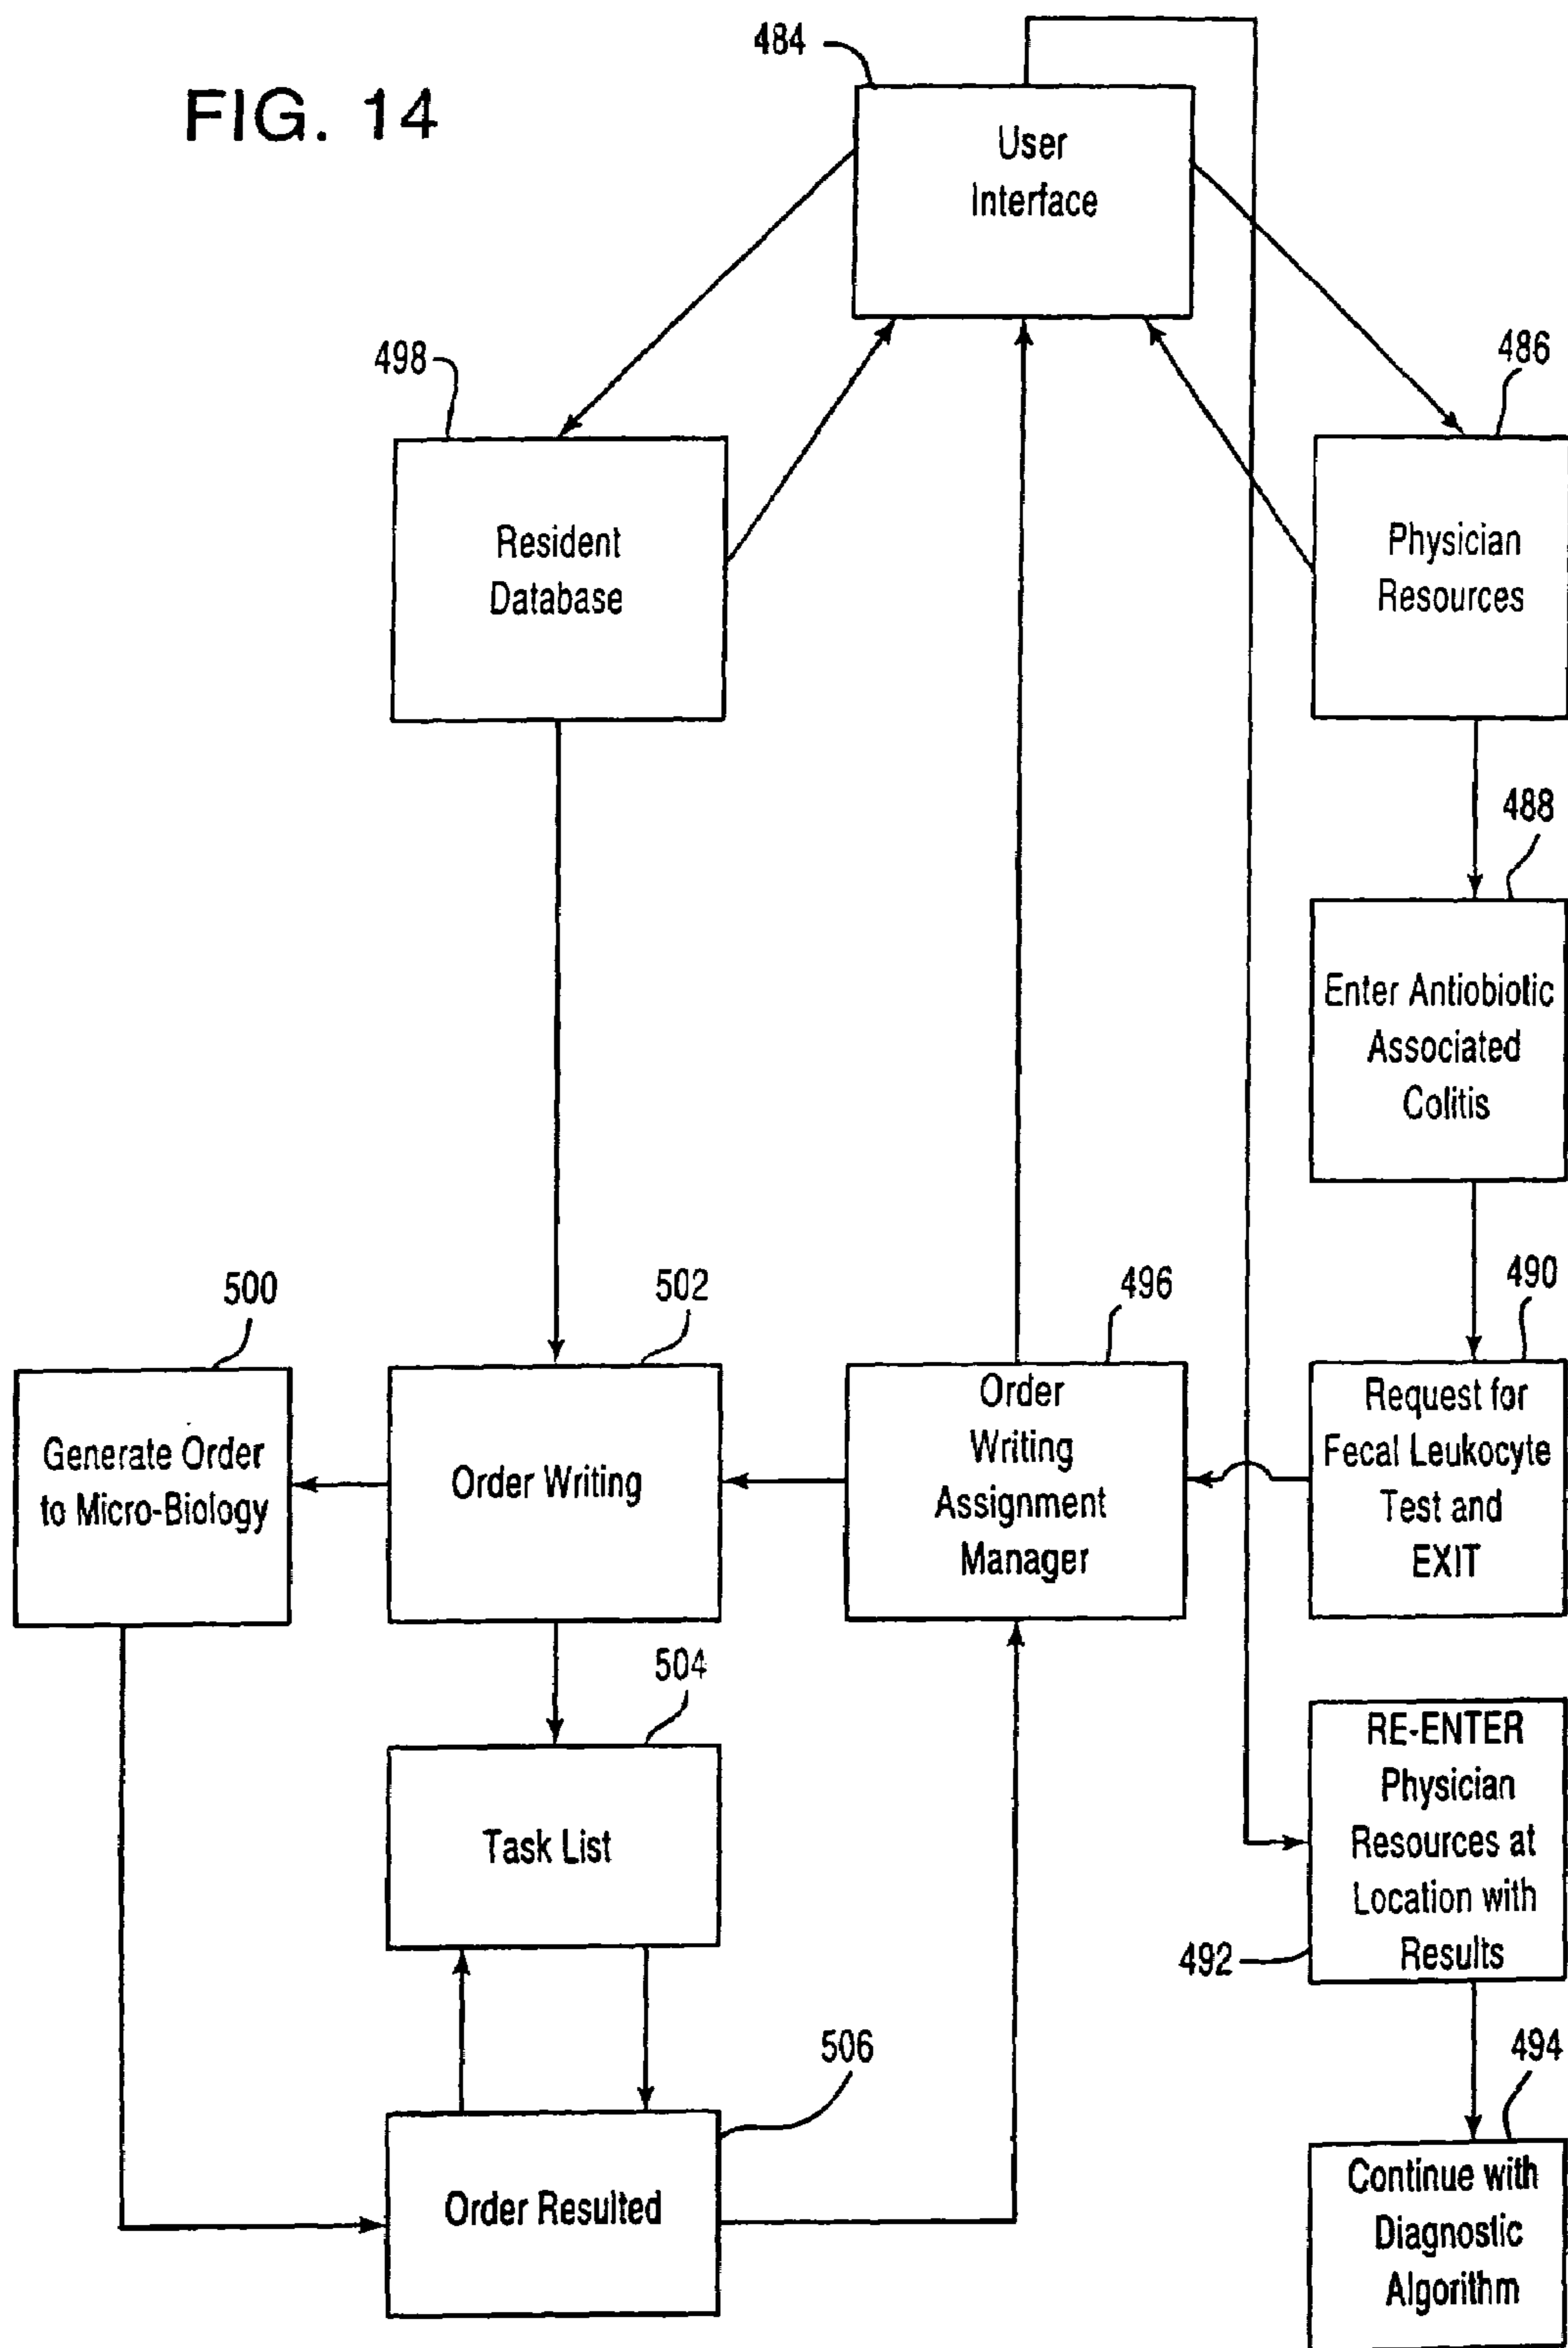 FIG. 14
484
User
Interface
498
Resident
Database
486
Physician
Resources
488
Enter Antiobiotic
Associated
Colitis
500
Generate Order
to Micro-Biology
502
Order Writing
496
Order
Writing
Assignment
Manager
490
Request for
Fecal Leukocyte
Test and
EXIT
504
Task List
RE-ENTER
Physician
Resources at
Location with
Results
492
506
Order Resulted
494
Continue with
Diagnostic
Algorithm